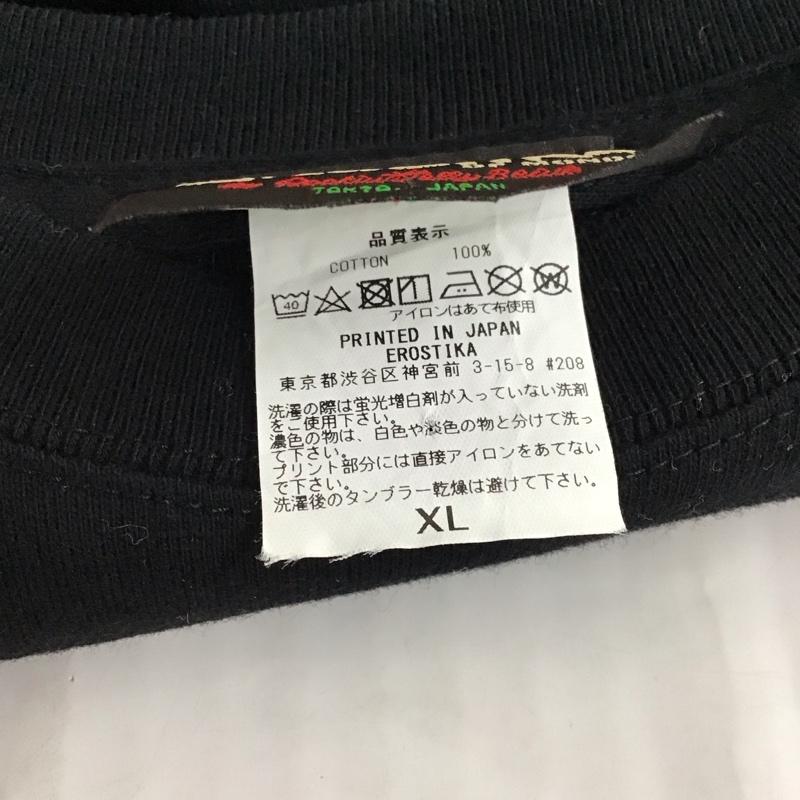 TOKYO. JAPAN
品質表示
COTTON 100%
40
アイロンはあて布使用
PRINTED IN JAPAN
EROSTIKA
東京都渋谷区神宮前 3-15-8 #208
洗濯の際は蛍光増白剤が入っていない洗剤
をご使用下さい。
濃色の物は、白色や淡色の物と分けて洗っ
て下さい。
プリント部分には直接アイロンをあてない
で下さい。
洗濯後のタンブラー乾燥は避けて下さい。
XL